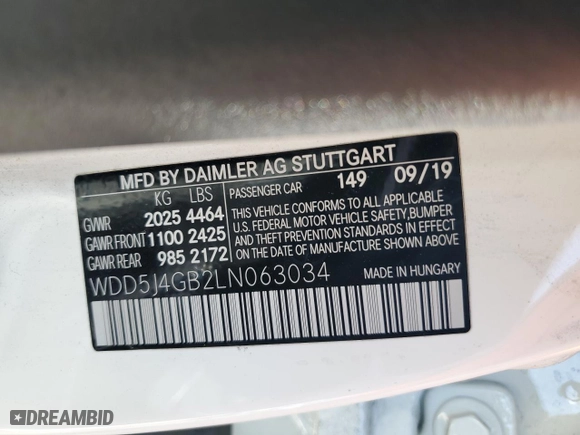 MFD BY DAIMLER AG STUTTGART
KG LBS PASSENGER CAR 149 09/19
GVWR 2025 4464
GAWR FRONT 1100 2425
GAWR REAR 985 2172
THIS VEHICLE CONFORMS TO ALL APPLICABLE
U.S. FEDERAL MOTOR VEHICLE SAFETY, BUMPER
AND THEFT PREVENTION STANDARDS IN
EFFECT ON THE DATE OF MANUFACTURE
SHOWN ABOVE.
WDD5J4GB2LN063034 MADE IN HUNGARY
DREAMBID